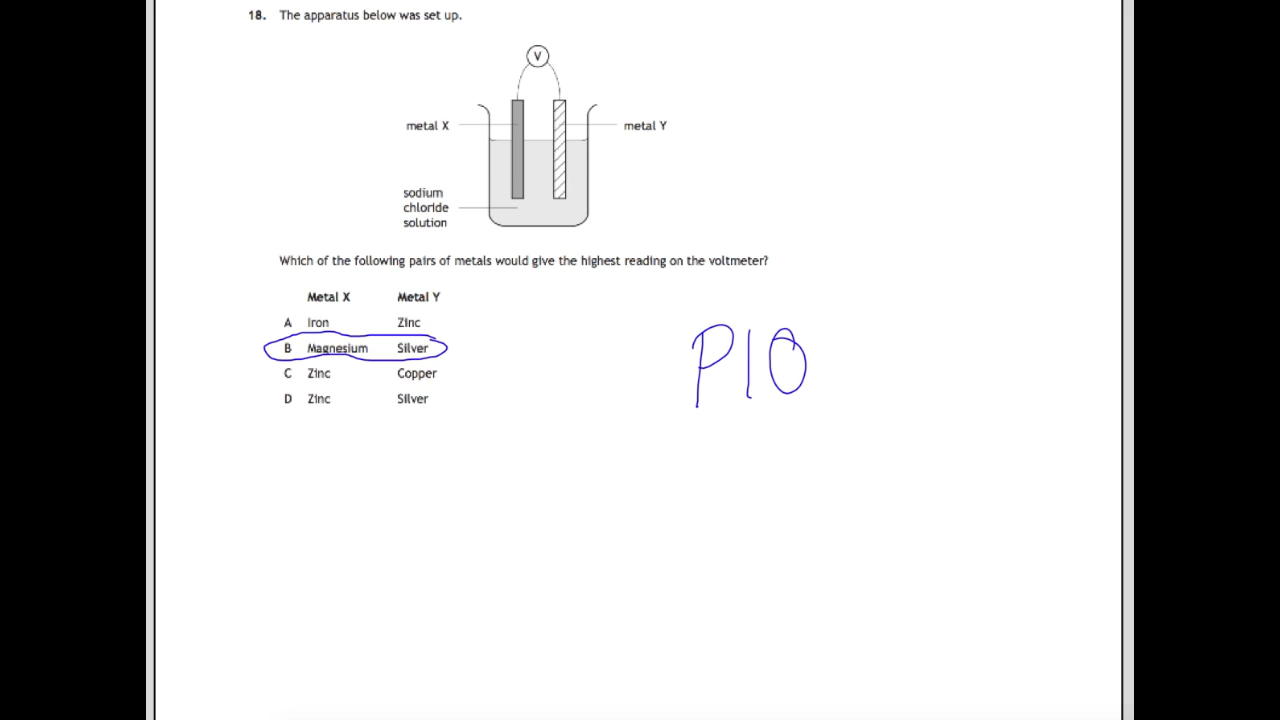 18. The apparatus below was set up.
V
metal X
metal Y
sodium
chloride
solution
Which of the following pairs of metals would give the highest reading on the voltmeter?
Metal X Metal Y
A Iron Zinc
B Magnesium Silver
C Zinc Copper
D Zinc Silver
P10